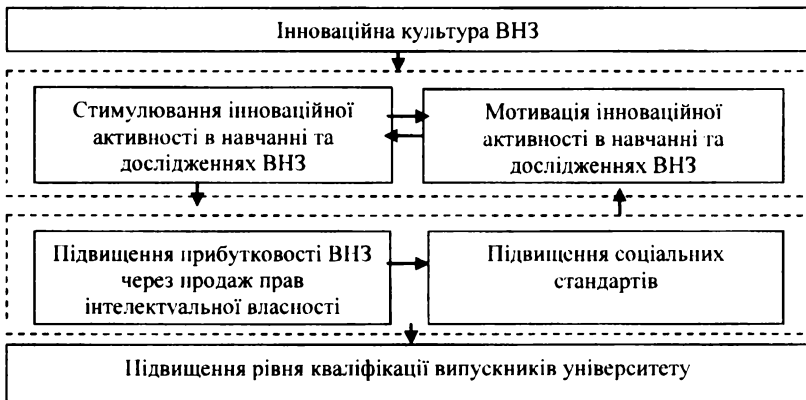 Інноваційна культура ВНЗ
Стимулювання інноваційної
активності в навчанні та
дослідженнях ВНЗ
Мотивація інноваційної
активності в навчанні та
дослідженнях ВНЗ
Підвищення прибутковості ВНЗ
через продаж прав
інтелектуальної власності
Підвищення соціальних
стандартів
Підвищення рівня кваліфікації випускників університету